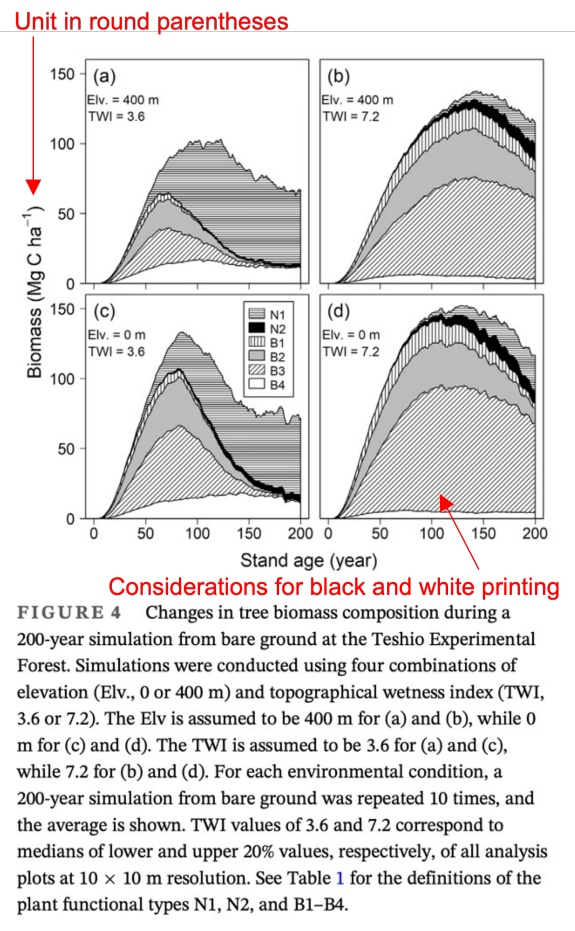 Unit in round parentheses
150
100
50
0
Biomass (Mg C ha⁻¹)
(a)
Elv. = 400 m
TWI = 3.6
(b)
Elv. = 400 m
TWI = 7.2
150
100
50
0
(c)
Elv. = 0 m
TWI = 3.6
N1
N2
B1
B2
B3
B4
(d)
Elv. = 0 m
TWI = 7.2
0 50 100 150 200 0 50 100 150 200
Stand age (year)
Considerations for black and white printing
FIGURE 4 Changes in tree biomass composition during a
200-year simulation from bare ground at the Teshio Experimental
Forest. Simulations were conducted using four combinations of
elevation (Elv., 0 or 400 m) and topographical wetness index (TWI,
3.6 or 7.2). The Elv is assumed to be 400 m for (a) and (b), while 0
m for (c) and (d). The TWI is assumed to be 3.6 for (a) and (c),
while 7.2 for (b) and (d). For each environmental condition, a
200-year simulation from bare ground was repeated 10 times, and
the average is shown. TWI values of 3.6 and 7.2 correspond to
medians of lower and upper 20% values, respectively, of all analysis
plots at 10 × 10 m resolution. See Table 1 for the definitions of the
plant functional types N1, N2, and B1–B4.